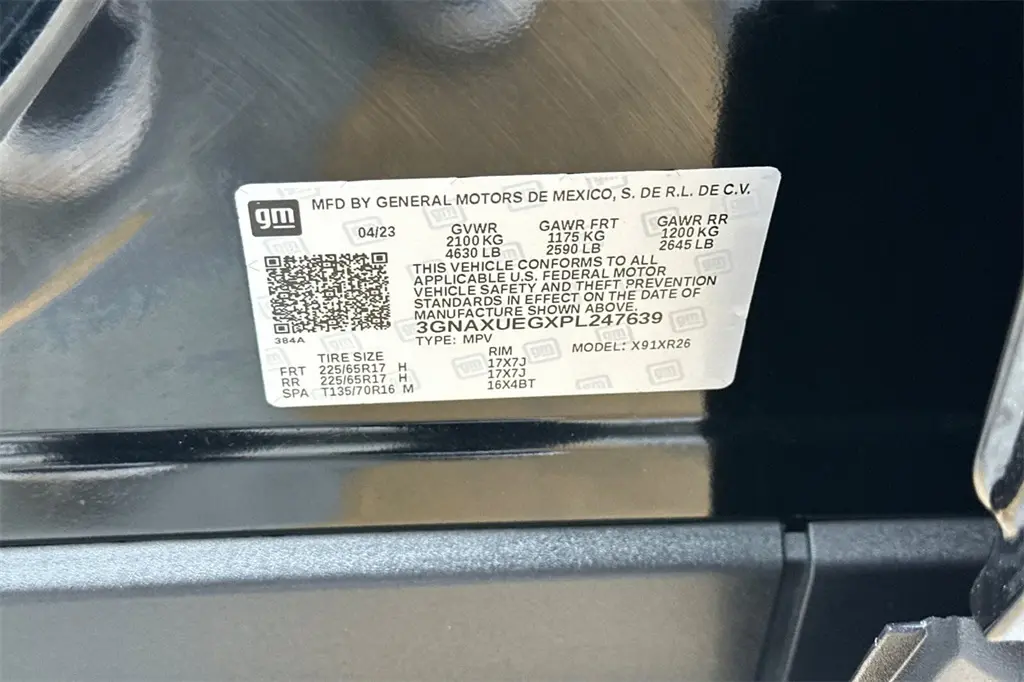 gm
MFD BY GENERAL MOTORS DE MEXICO, S. DE R.L. DE C.V.
04/23
GVWR GAWR FRT GAWR RR
2100 KG 1175 KG 1200 KG
4630 LB 2590 LB 2645 LB
THIS VEHICLE CONFORMS TO ALL
APPLICABLE U.S. FEDERAL MOTOR
VEHICLE SAFETY AND THEFT PREVENTION
STANDARDS IN EFFECT ON THE DATE OF
MANUFACTURE SHOWN ABOVE.
3GNAXUEGXPL247639
TYPE: MPV MODEL: X91XR26
384A
TIRE SIZE RIM
FRT 225/65R17 H 17X7J
RR 225/65R17 H 17X7J
SPA T135/70R16 M 16X4BT